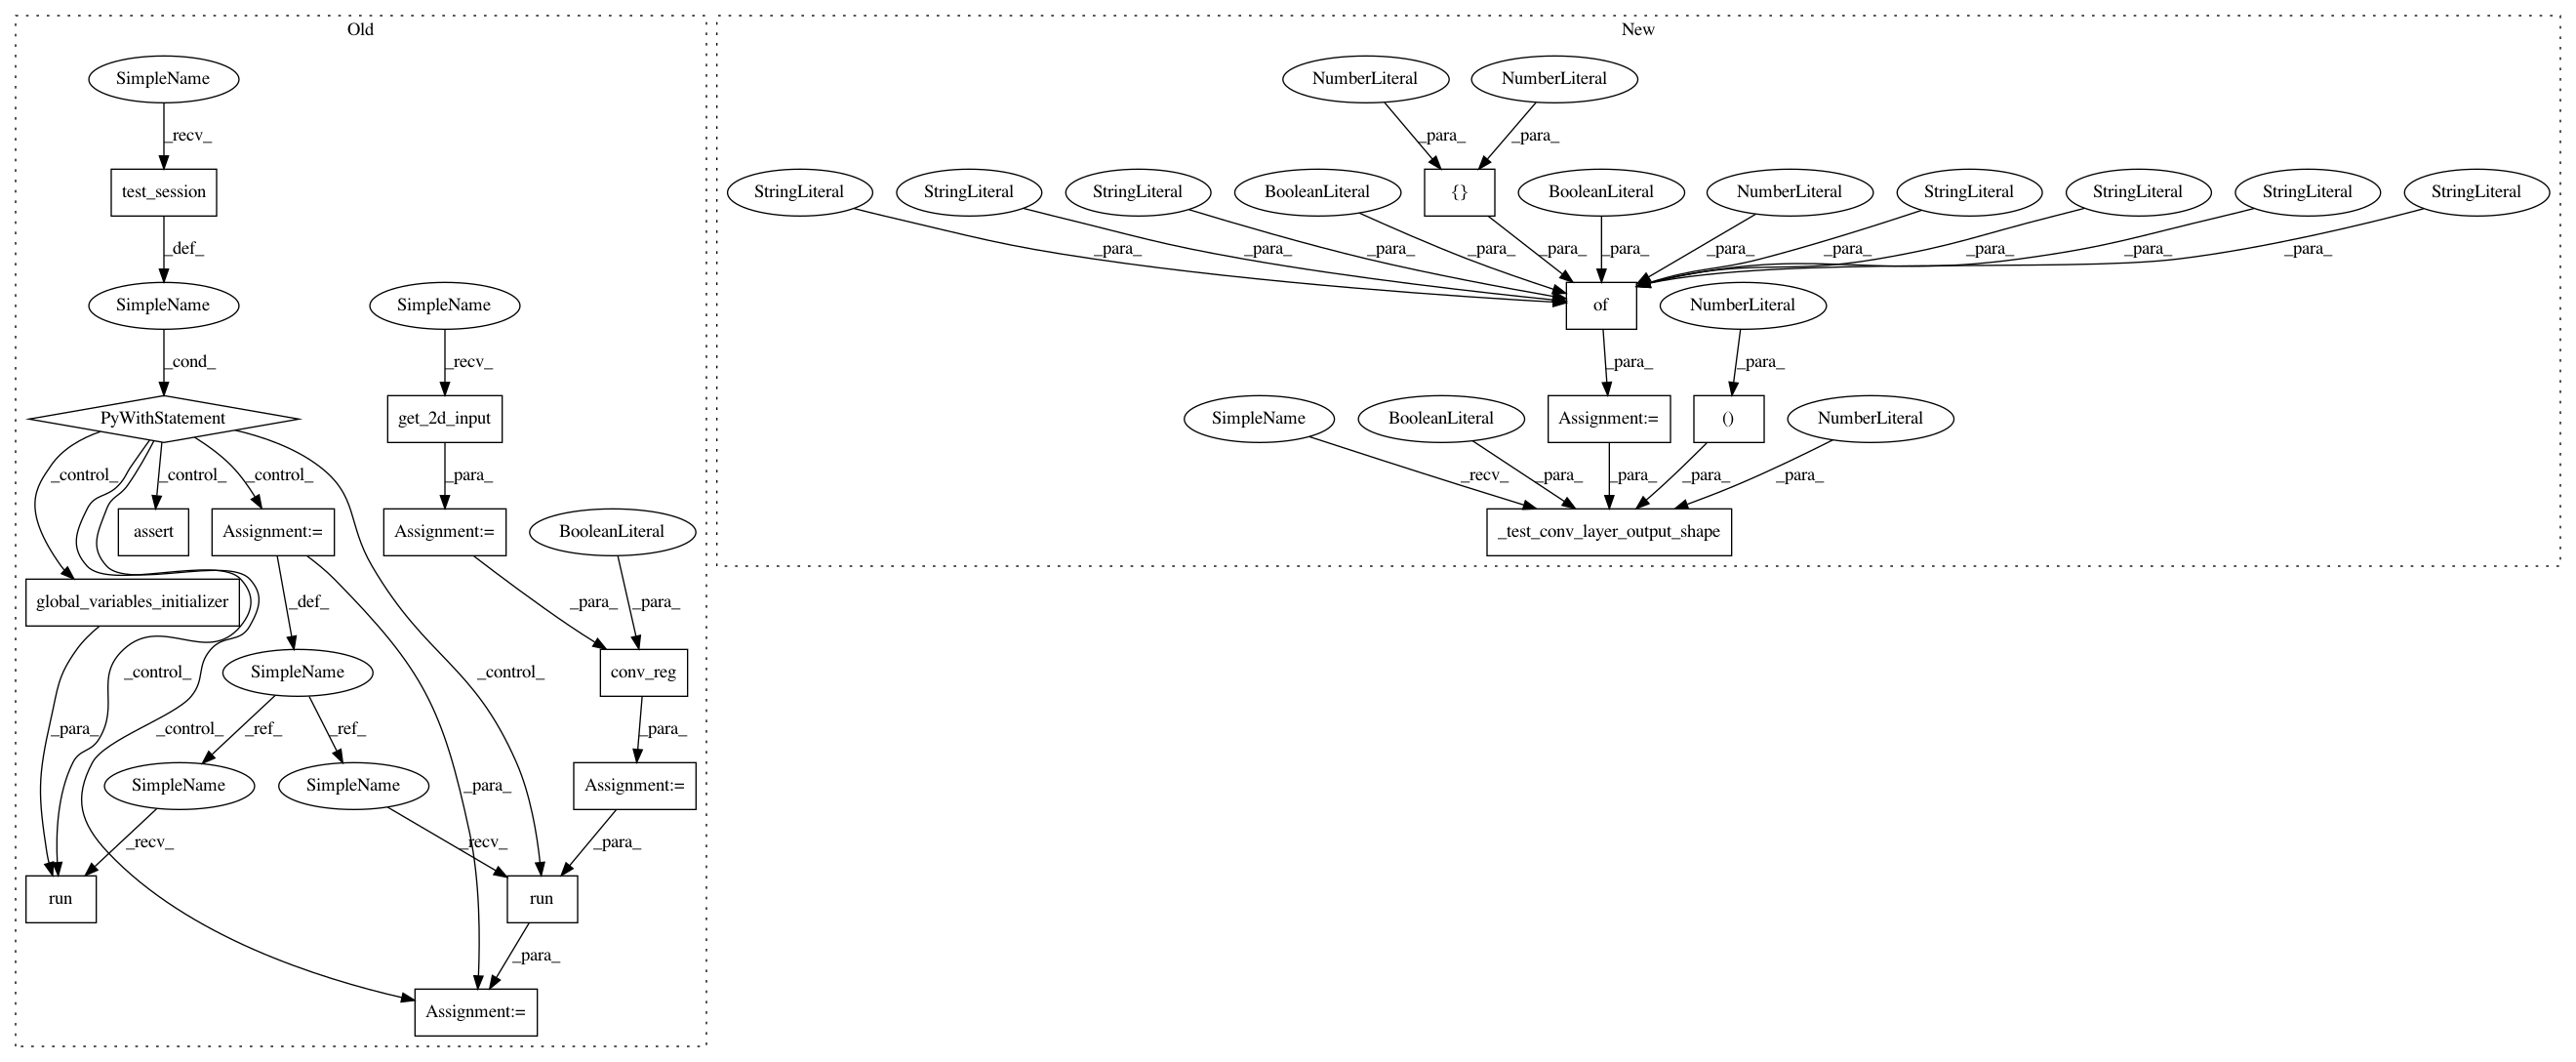 Old
New
SimpleName
NumberLiteral
NumberLiteral
_recv_
_para_
_para_
test_session
StringLiteral
StringLiteral
StringLiteral
BooleanLiteral
{}
BooleanLiteral
NumberLiteral
StringLiteral
StringLiteral
StringLiteral
StringLiteral
_def_
_para_
_para_
_para_
_para_
_para_
_para_
_para_
_para_
_para_
_para_
_para_
SimpleName
SimpleName
of
NumberLiteral
_cond_
_recv_
_para_
_para_
PyWithStatement
get_2d_input
SimpleName
BooleanLiteral
Assignment:=
()
NumberLiteral
_control_
_control_
_control_
_para_
_recv_
_para_
_para_
_para_
_para_
assert
Assignment:=
Assignment:=
BooleanLiteral
_test_conv_layer_output_shape
global_variables_initializer
_def_
_para_
_para_
_control_
SimpleName
_control_
conv_reg
_para_
_control_
_ref_
_ref_
_para_
SimpleName
SimpleName
_para_
Assignment:=
_recv_
_recv_
_para_
run
run
_para_
Assignment:=